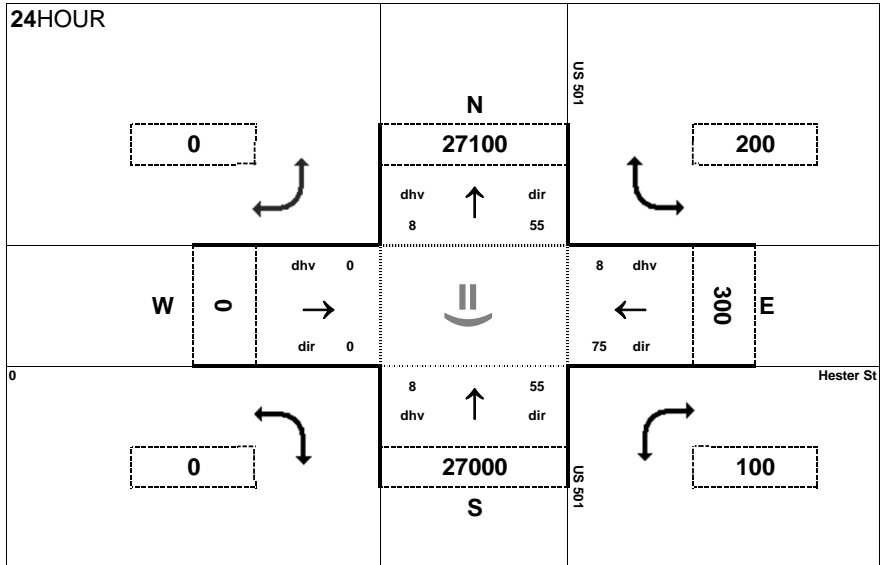 24HOUR
US 501
N
0
27100
200
dhv
dir
8
55
dhv 0
8 dhv
W
0
300
E
dir 0
75 dir
0
Hester St
8
55
dhv
dir
0
27000
100
US 501
S